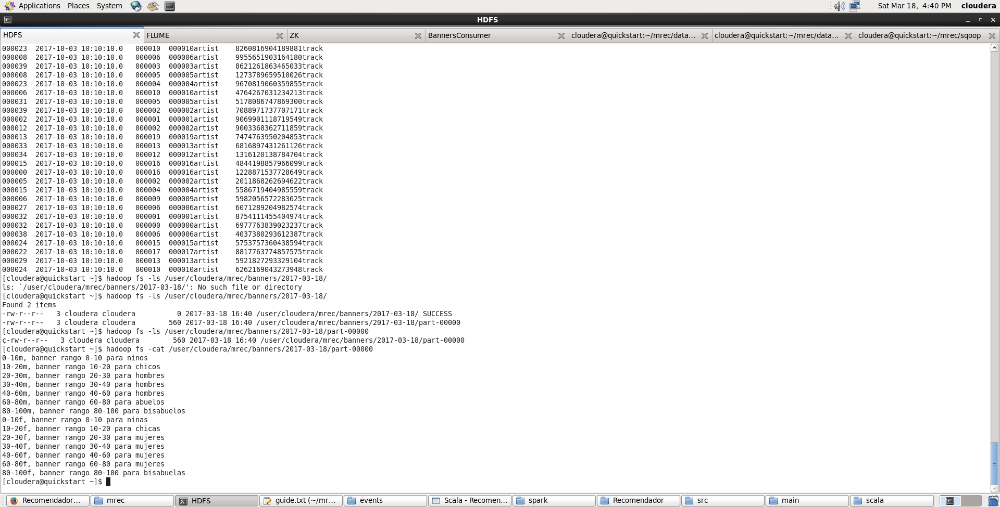 Applications Places System Sat Mar 18, 4:40 PM cloudera
HDFS
HDFS FLUME ZK BannersConsumer cloudera@quickstart:~/mrec/data... cloudera@quickstart:~/mrec/data... cloudera@quickstart:~/mrec/sqoop
000023 2017-10-03 10:10:10.0 000010 000010artist 8260816904189881track
000008 2017-10-03 10:10:10.0 000006 000006artist 9955651903164180track
000039 2017-10-03 10:10:10.0 000003 000003artist 8621261863465033track
000008 2017-10-03 10:10:10.0 000005 000005artist 1273789659510026track
000023 2017-10-03 10:10:10.0 000004 000004artist 9670819060359855track
000006 2017-10-03 10:10:10.0 000010 000010artist 4764267031234213track
000031 2017-10-03 10:10:10.0 000005 000005artist 5178086747869300track
000039 2017-10-03 10:10:10.0 000002 000002artist 7088971737707171track
000002 2017-10-03 10:10:10.0 000001 000001artist 9069901118719549track
000012 2017-10-03 10:10:10.0 000002 000002artist 9003368362711859track
000013 2017-10-03 10:10:10.0 000019 000019artist 7474763950204853track
000033 2017-10-03 10:10:10.0 000013 000013artist 6816897431261126track
000034 2017-10-03 10:10:10.0 000012 000012artist 1316120138784704track
000015 2017-10-03 10:10:10.0 000016 000016artist 4844198857966099track
000000 2017-10-03 10:10:10.0 000016 000016artist 1228871537728649track
000005 2017-10-03 10:10:10.0 000002 000002artist 2011868262694622track
000015 2017-10-03 10:10:10.0 000004 000004artist 5586719404985559track
000006 2017-10-03 10:10:10.0 000009 000009artist 5982056572283625track
000027 2017-10-03 10:10:10.0 000006 000006artist 6071289204982574track
000032 2017-10-03 10:10:10.0 000001 000001artist 8754111455404974track
000032 2017-10-03 10:10:10.0 000000 000000artist 6977763839023237track
000038 2017-10-03 10:10:10.0 000006 000006artist 4037380293612387track
000024 2017-10-03 10:10:10.0 000015 000015artist 5753757360438594track
000022 2017-10-03 10:10:10.0 000017 000017artist 8817763774857575track
000029 2017-10-03 10:10:10.0 000013 000013artist 5921827293329104track
000024 2017-10-03 10:10:10.0 000010 000010artist 6262169043273948track
[cloudera@quickstart ~]$ hadoop fs -ls /user/cloudera/mrec/banners/2017-03-18/
ls: `/user/cloudera/mrec/banners/2017-03-18/': No such file or directory
[cloudera@quickstart ~]$ hadoop fs -ls /user/cloudera/mrec/banners/2017-03-18/
Found 2 items
-rw-r--r-- 3 cloudera cloudera 0 2017-03-18 16:40 /user/cloudera/mrec/banners/2017-03-18/_SUCCESS
-rw-r--r-- 3 cloudera cloudera 560 2017-03-18 16:40 /user/cloudera/mrec/banners/2017-03-18/part-00000
[cloudera@quickstart ~]$ hadoop fs -ls /user/cloudera/mrec/banners/2017-03-18/part-00000
ç-rw-r--r-- 3 cloudera cloudera 560 2017-03-18 16:40 /user/cloudera/mrec/banners/2017-03-18/part-00000
[cloudera@quickstart ~]$ hadoop fs -cat /user/cloudera/mrec/banners/2017-03-18/part-00000
0-10m, banner rango 0-10 para ninos
10-20m, banner rango 10-20 para chicos
20-30m, banner rango 20-30 para hombres
30-40m, banner rango 30-40 para hombres
40-60m, banner rango 40-60 para hombres
60-80m, banner rango 60-80 para abuelos
80-100m, banner rango 80-100 para bisabuelos
0-10f, banner rango 0-10 para ninas
10-20f, banner rango 10-20 para chicas
20-30f, banner rango 20-30 para mujeres
30-40f, banner rango 30-40 para mujeres
40-60f, banner rango 40-60 para mujeres
60-80f, banner rango 60-80 para mujeres
80-100f, banner rango 80-100 para bisabuelas
[cloudera@quickstart ~]$
Recomendador... mrec HDFS guide.txt (~/mr... events Scala - Recomen... spark Recomendador src main scala